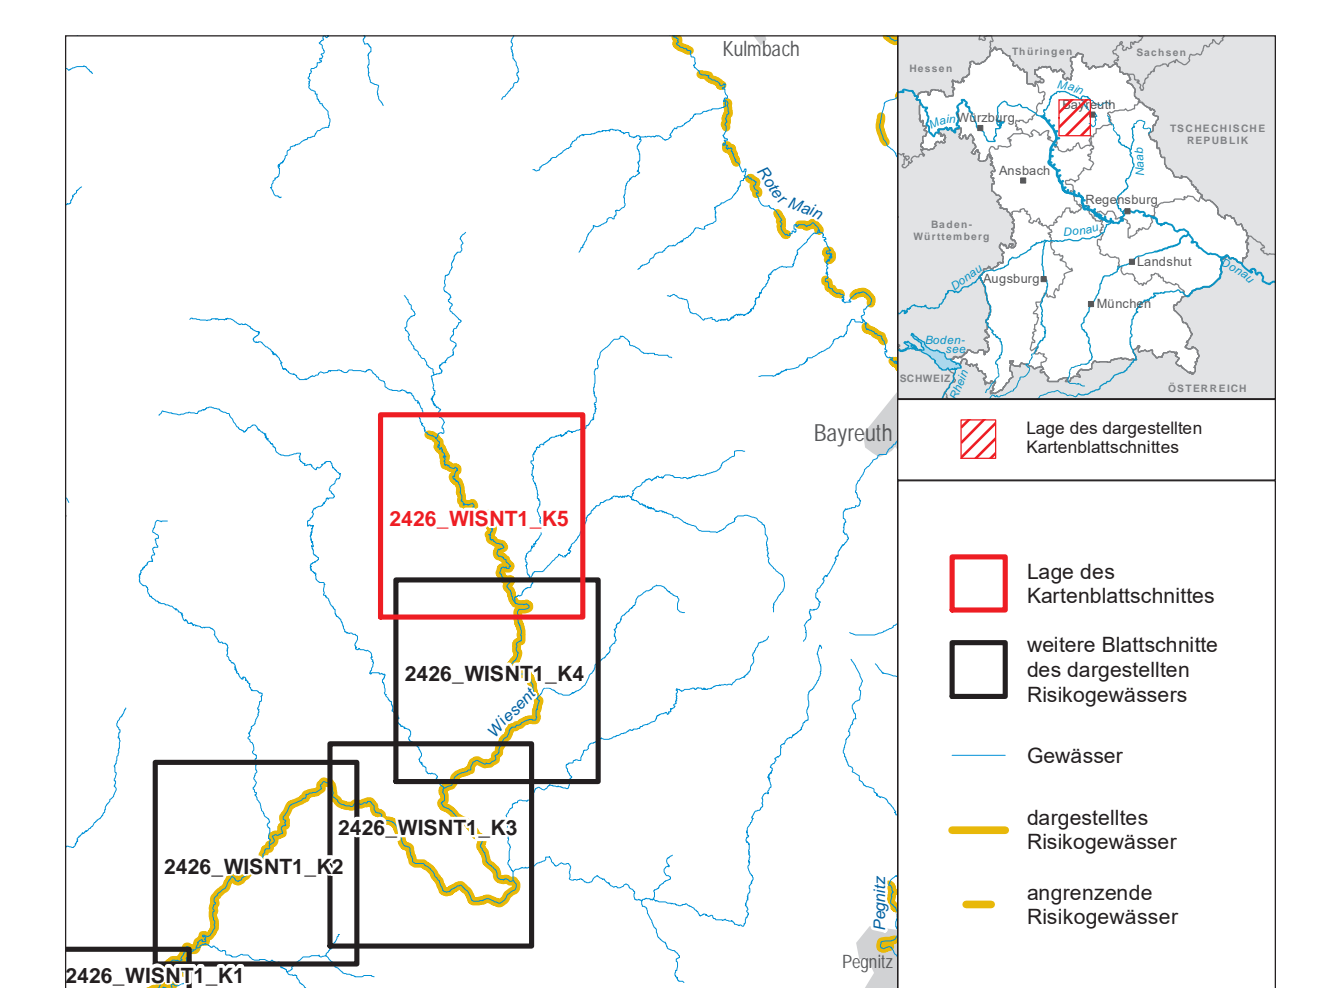 Kulmbach
Roter Main
Bayreuth
2426_WISNT1_K5
2426_WISNT1_K4
Wiesent
2426_WISNT1_K3
2426_WISNT1_K2
2426_WISNT1_K1
Pegnitz
Pegnitz
Thüringen
Sachsen
Hessen
Main
Bayreuth
Main
Würzburg
TSCHECHISCHE
REPUBLIK
Naab
Ansbach
Regensburg
Baden-
Württemberg
Donau
Landshut
Donau
Augsburg
Donau
München
Boden-
see
SCHWEIZ
Rhein
ÖSTERREICH
Lage des dargestellten
Kartenblattschnittes
Lage des
Kartenblattschnittes
weitere Blattschnitte
des dargestellten
Risikogewässers
Gewässer
dargestelltes
Risikogewässer
angrenzende
Risikogewässer